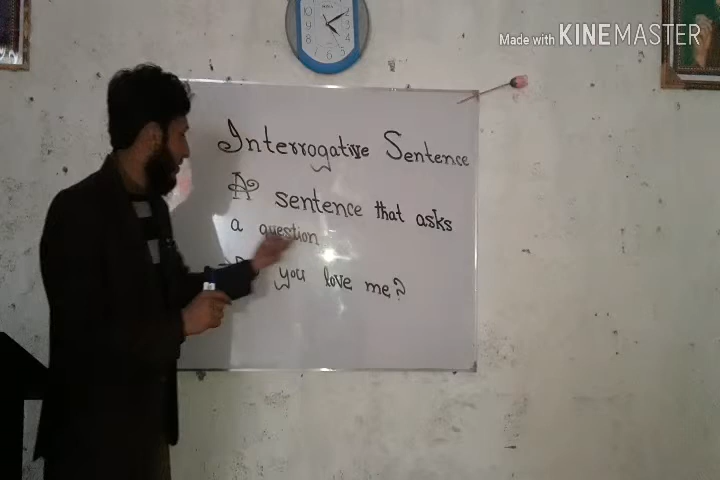 Made with KINEMASTER
Interrogative Sentence
A sentence that asks
a question
you love me?